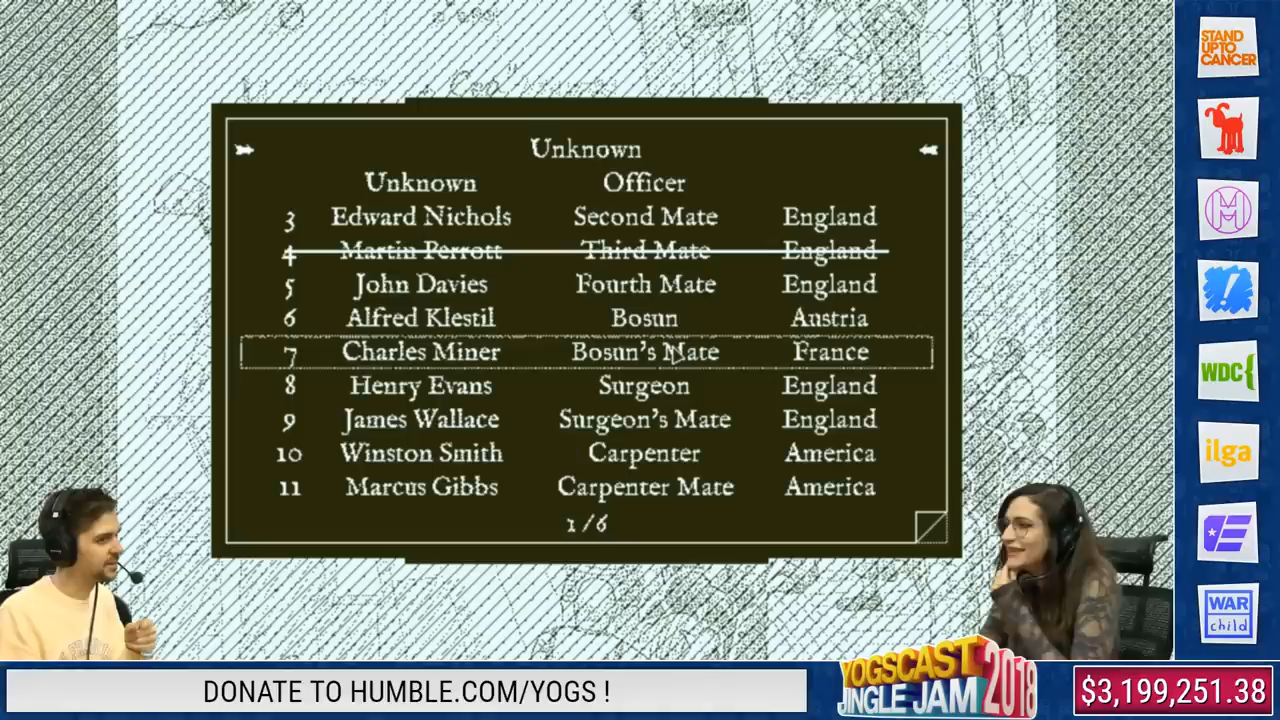 Unknown
Unknown Officer
3 Edward Nichols Second Mate England
4 Martin Perrott Third Mate England
5 John Davies Fourth Mate England
6 Alfred Klestil Bosun Austria
7 Charles Miner Bosun's Mate France
8 Henry Evans Surgeon England
9 James Wallace Surgeon's Mate England
10 Winston Smith Carpenter America
11 Marcus Gibbs Carpenter Mate America
1/6
STAND
UP TO
CANCER
WDC
ilga
WAR
child
YOGSCAST
JINGLE JAM 2018
DONATE TO HUMBLE.COM/YOGS !
$3,199,251.38